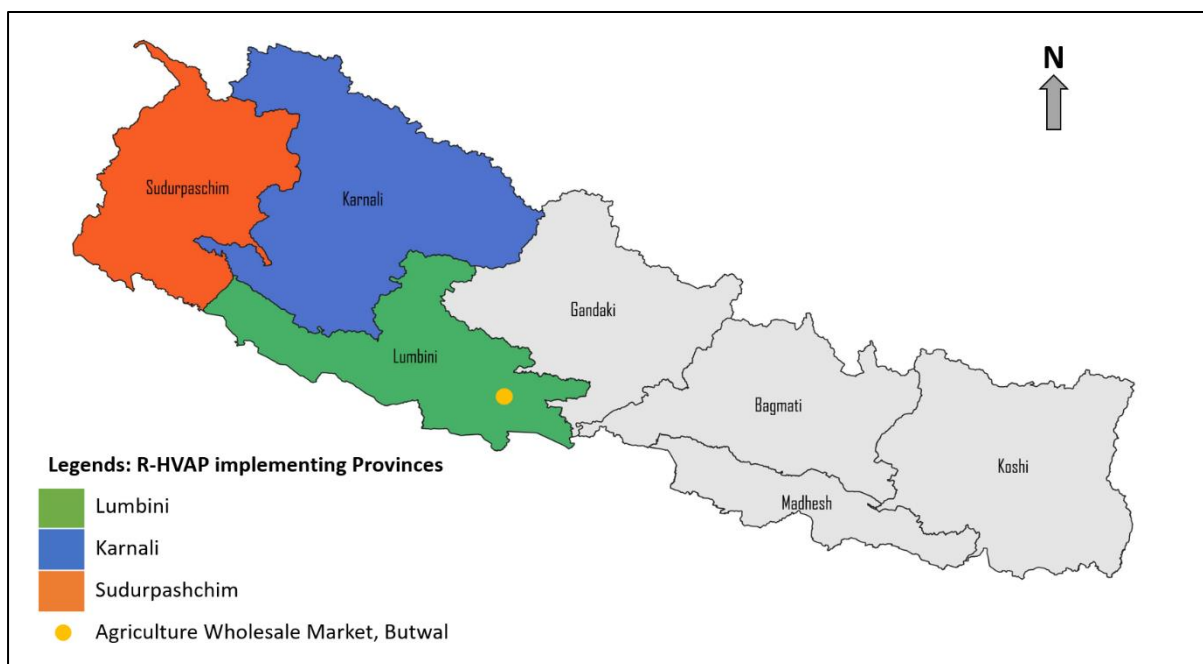 N
Sudurpaschim
Karnali
Gandaki
Lumbini
Bagmati
Koshi
Madhesh
Legends: R-HVAP implementing Provinces
Lumbini
Karnali
Sudurpashchim
Agriculture Wholesale Market, Butwal